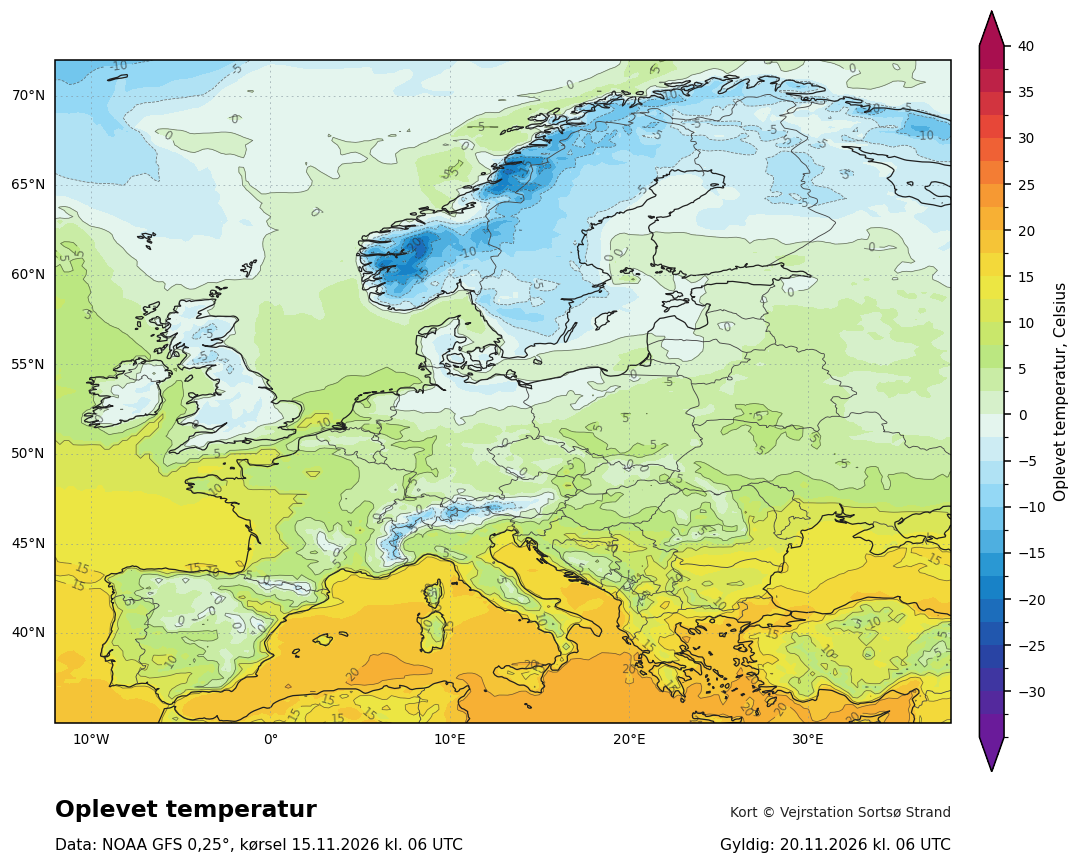 40
35
30
25
20
15
10
5
0
−5
−10
−15
−20
−25
−30
Oplevet temperatur, Celsius
70°N
65°N
60°N
55°N
50°N
45°N
40°N
10°W
0°
10°E
20°E
30°E
Oplevet temperatur
Kort © Vejrstation Sortsø Strand
Data: NOAA GFS 0,25°, kørsel 15.11.2026 kl. 06 UTC
Gyldig: 20.11.2026 kl. 06 UTC